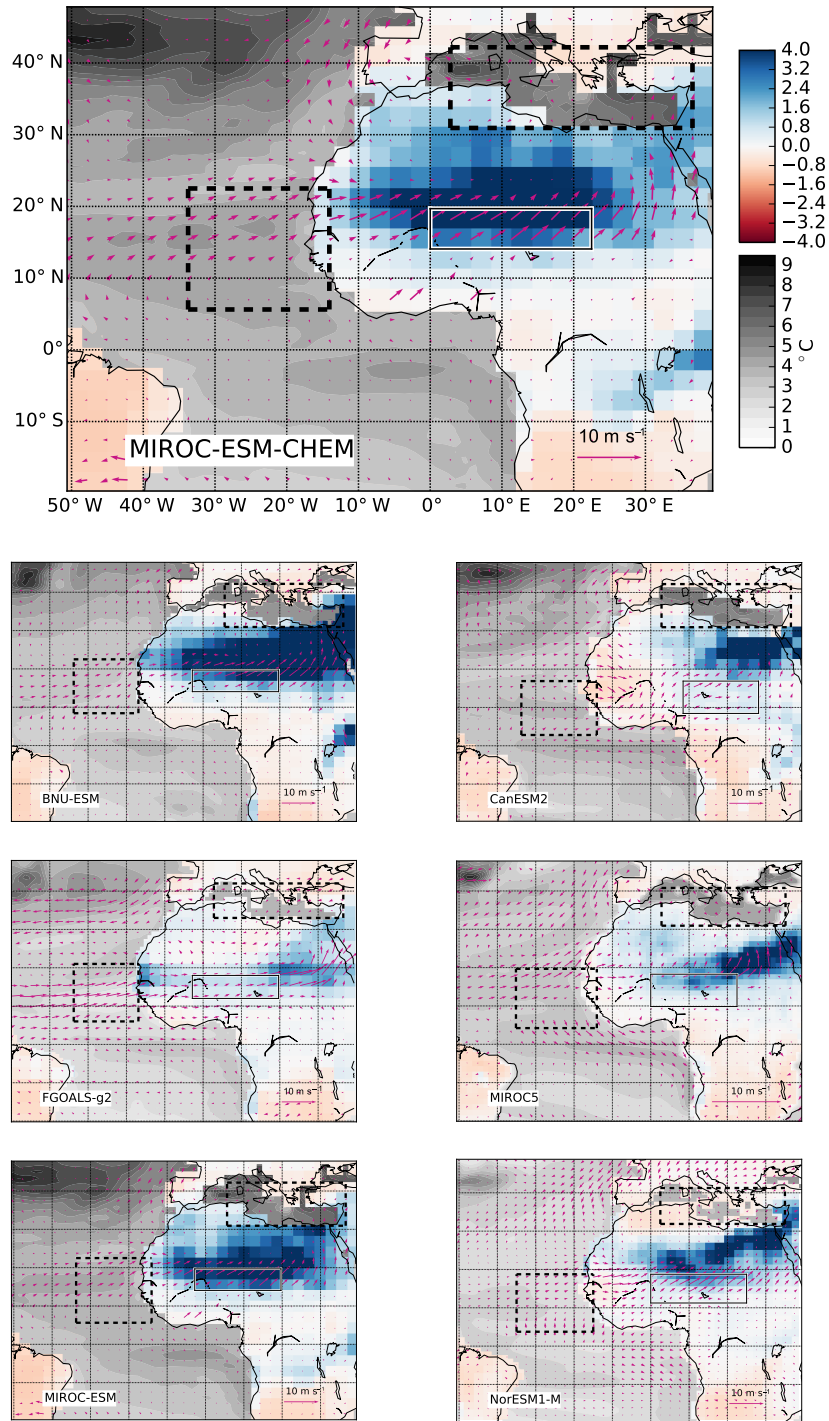 40° N
30° N
20° N
10° N
0°
10° S
50° W 40° W 30° W 20° W 10° W 0° 10° E 20° E 30° E
MIROC-ESM-CHEM
10 m s⁻¹
4.0
3.2
2.4
1.6
0.8
0.0
−0.8
−1.6
−2.4
−3.2
−4.0
9
8
7
6
5
4
3
2
1
0
°C
BNU-ESM
10 m s⁻¹
CanESM2
10 m s⁻¹
FGOALS-g2
10 m s⁻¹
MIROC5
10 m s⁻¹
MIROC-ESM
10 m s⁻¹
NorESM1-M
10 m s⁻¹